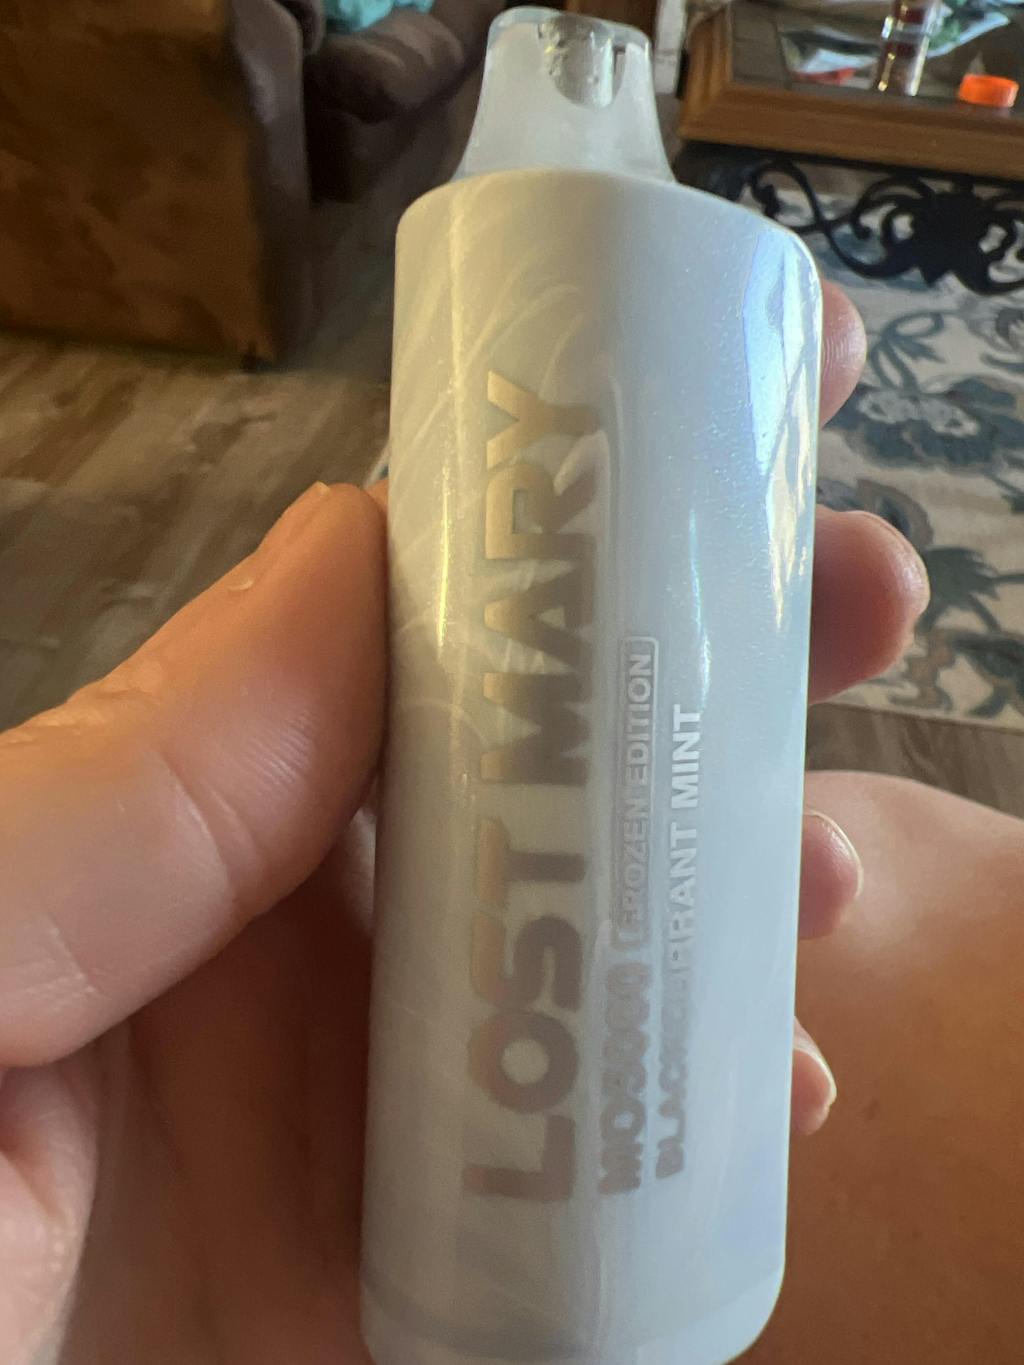 LOST MARY
MO5000 FROZEN EDITION
BLACKCURRANT MINT